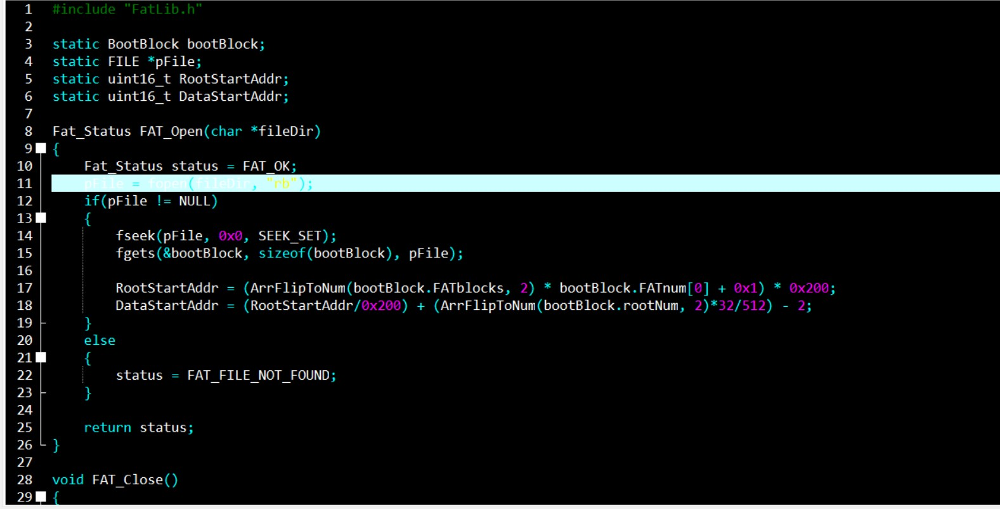 1 #include "FatLib.h"
2
3 static BootBlock bootBlock;
4 static FILE *pFile;
5 static uint16_t RootStartAddr;
6 static uint16_t DataStartAddr;
7
8 Fat_Status FAT_Open(char *fileDir)
9 {
10     Fat_Status status = FAT_OK;
11     pFile = fopen(fileDir, "rb");
12     if(pFile != NULL)
13     {
14         fseek(pFile, 0x0, SEEK_SET);
15         fgets(&bootBlock, sizeof(bootBlock), pFile);
16
17         RootStartAddr = (ArrFlipToNum(bootBlock.FATblocks, 2) * bootBlock.FATnum[0] + 0x1) * 0x200;
18         DataStartAddr = (RootStartAddr/0x200) + (ArrFlipToNum(bootBlock.rootNum, 2)*32/512) - 2;
19     }
20     else
21     {
22         status = FAT_FILE_NOT_FOUND;
23     }
24
25     return status;
26 }
27
28 void FAT_Close()
29 {